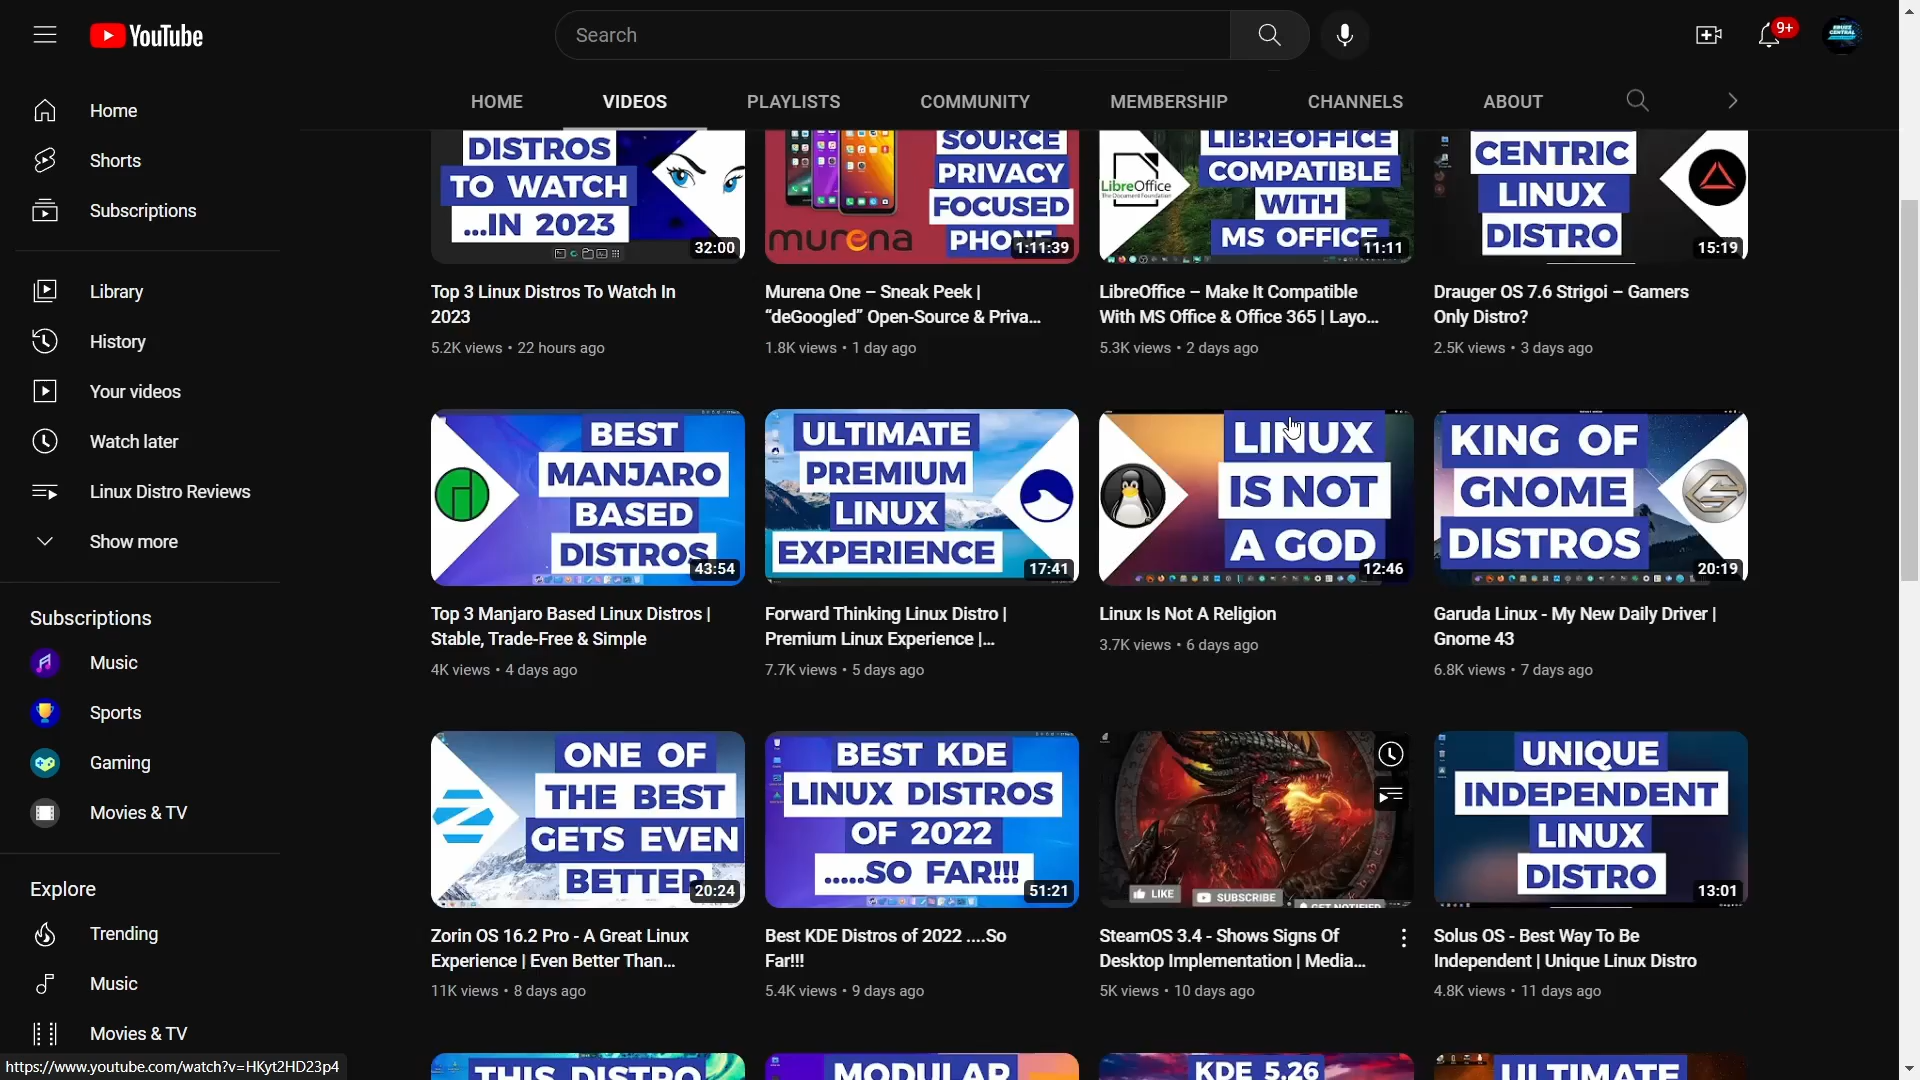 YouTube
Search
9+
HOME
VIDEOS
PLAYLISTS
COMMUNITY
MEMBERSHIP
CHANNELS
ABOUT
Home
Shorts
Subscriptions
Library
History
Your videos
Watch later
Linux Distro Reviews
Show more
Subscriptions
Music
Sports
Gaming
Movies & TV
Explore
Trending
Music
Movies & TV
DISTROS
TO WATCH
...IN 2023
32:00
Top 3 Linux Distros To Watch In
2023
5.2K views • 22 hours ago
SOURCE
PRIVACY
FOCUSED
PHONE
murena
1:11:39
Murena One – Sneak Peek |
“deGoogled” Open-Source & Priva...
1.8K views • 1 day ago
LibreOffice
The Document Foundation
LIBREOFFICE
COMPATIBLE
WITH
MS OFFICE
11:11
LibreOffice – Make It Compatible
With MS Office & Office 365 | Layo...
5.3K views • 2 days ago
CENTRIC
LINUX
DISTRO
15:19
Drauger OS 7.6 Strigoi – Gamers
Only Distro?
2.5K views • 3 days ago
BEST
MANJARO
BASED
DISTROS
43:54
Top 3 Manjaro Based Linux Distros |
Stable, Trade-Free & Simple
4K views • 4 days ago
ULTIMATE
PREMIUM
LINUX
EXPERIENCE
17:41
Forward Thinking Linux Distro |
Premium Linux Experience |...
7.7K views • 5 days ago
LINUX
IS NOT
A GOD
12:46
Linux Is Not A Religion
3.7K views • 6 days ago
KING OF
GNOME
DISTROS
20:19
Garuda Linux - My New Daily Driver |
Gnome 43
6.8K views • 7 days ago
ONE OF
THE BEST
GETS EVEN
BETTER
20:24
Zorin OS 16.2 Pro - A Great Linux
Experience | Even Better Than...
11K views • 8 days ago
BEST KDE
LINUX DISTROS
OF 2022
.....SO FAR!!!
51:21
Best KDE Distros of 2022 ....So
Far!!!
5.4K views • 9 days ago
LIKE
SUBSCRIBE
GET NOTIFIED
SteamOS 3.4 - Shows Signs Of
Desktop Implementation | Media...
5K views • 10 days ago
UNIQUE
INDEPENDENT
LINUX
DISTRO
13:01
Solus OS - Best Way To Be
Independent | Unique Linux Distro
4.8K views • 11 days ago
THIS DISTRO
MODULAR
KDE 5.26
ULTIMATE
https://www.youtube.com/watch?v=HKyt2HD23p4